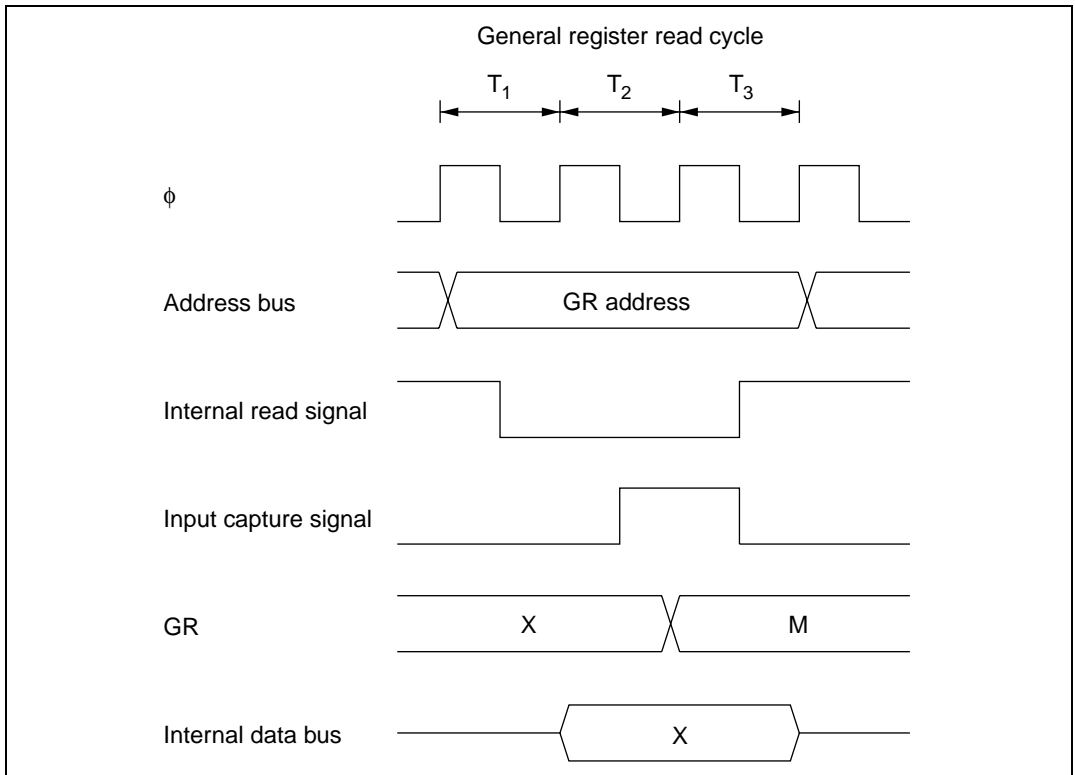 General register read cycle
T1 T2 T3
φ
Address bus GR address
Internal read signal
Input capture signal
GR X M
Internal data bus X